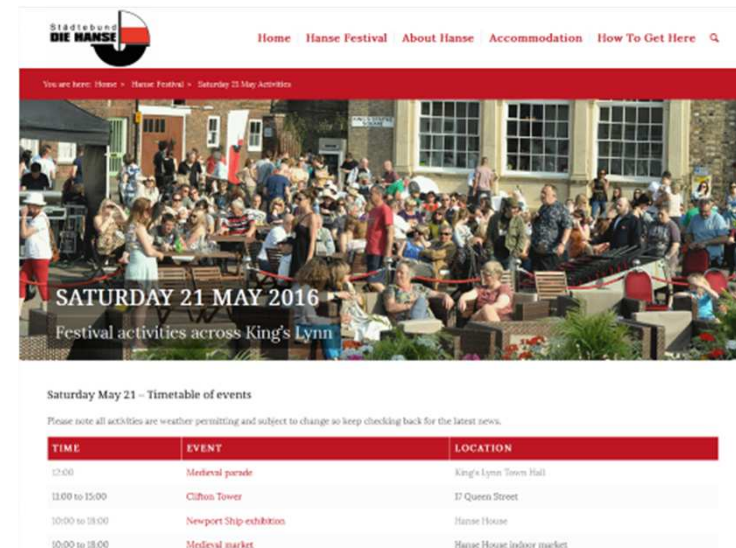 Städtebund
DIE HANSE
Home Hanse Festival About Hanse Accommodation How To Get Here
You are here: Home » Hanse Festival » Saturday 21 May Activities
SATURDAY 21 MAY 2016
Festival activities across King's Lynn
Saturday May 21 – Timetable of events
Please note all activities are weather permitting and subject to change so keep checking back for the latest news.
TIME EVENT LOCATION
12:00 Medieval parade King's Lynn Town Hall
11:00 to 15:00 Clifton Tower 17 Queen Street
10:00 to 18:00 Newport Ship exhibition Hanse House
10:00 to 18:00 Medieval market Hanse House indoor market